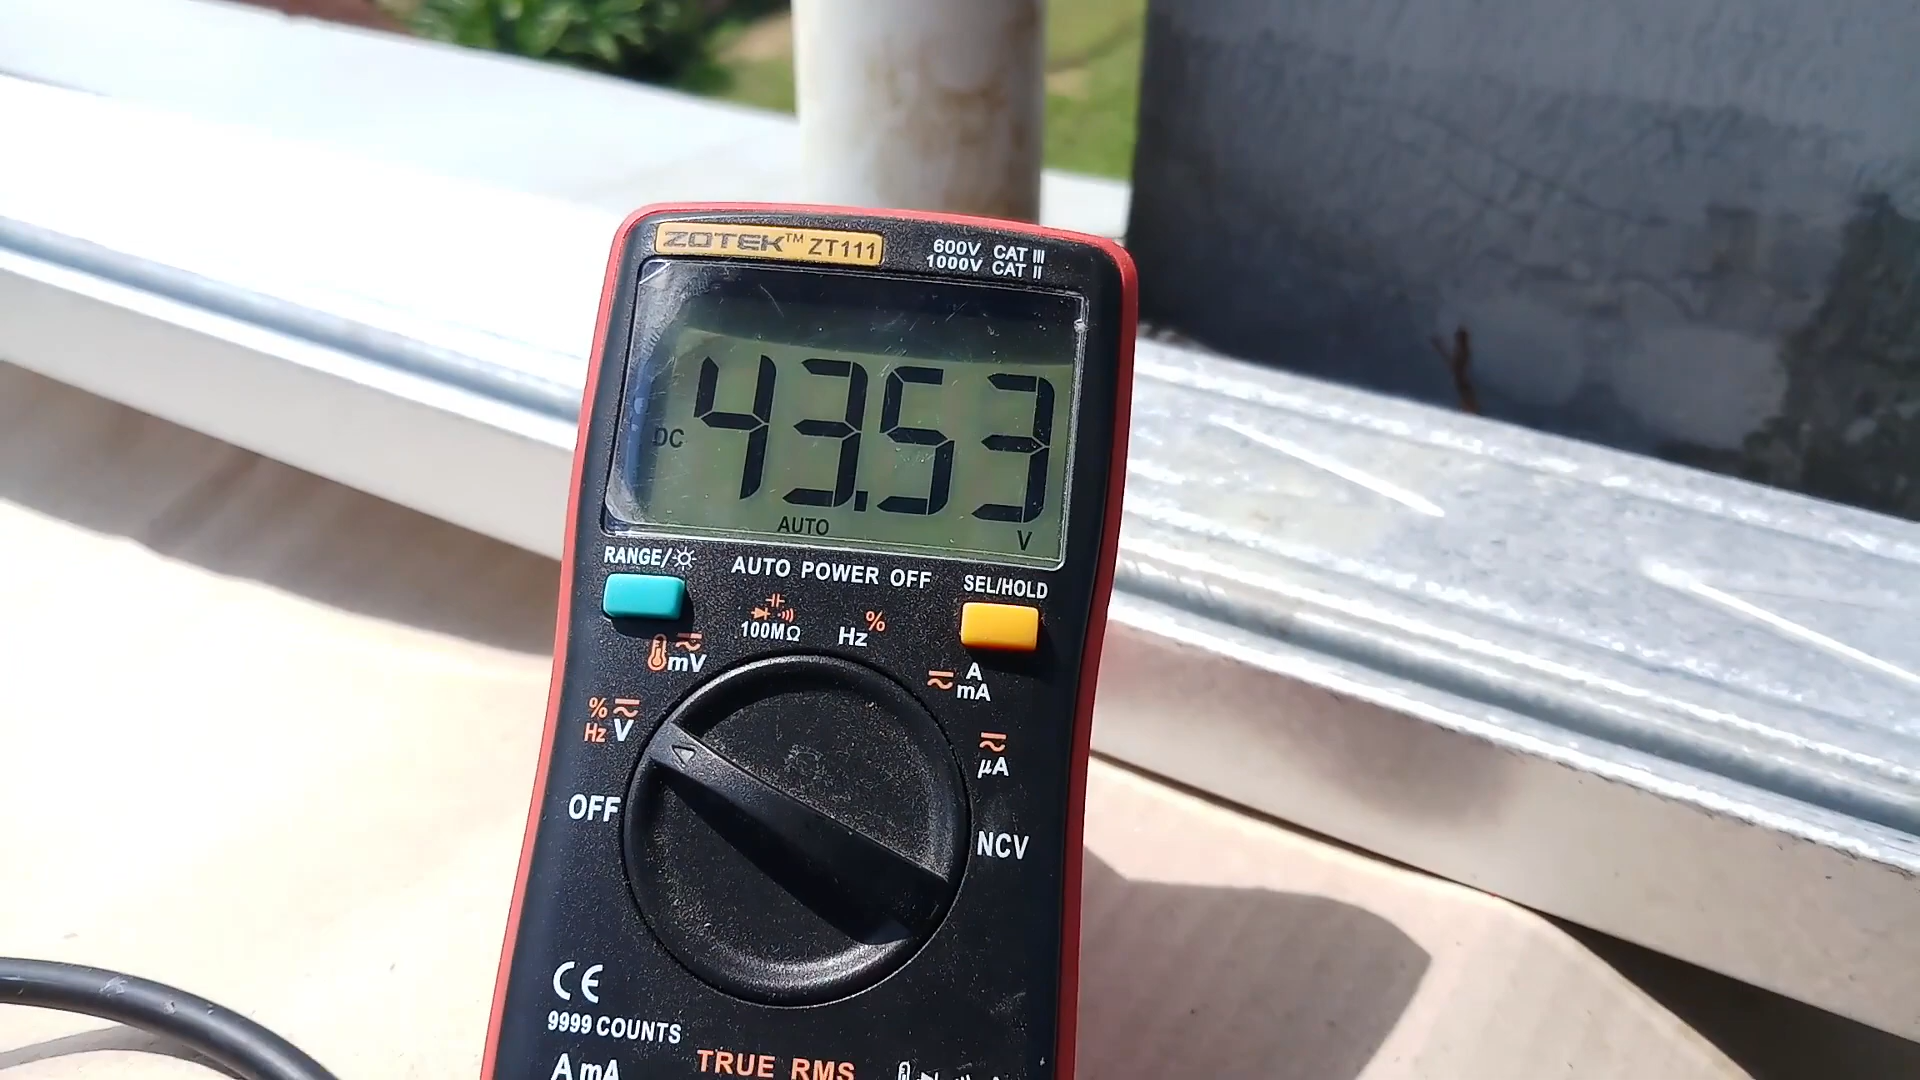 ZOTEK™ ZT111
600V CAT III
1000V CAT II
DC
43.53
AUTO
V
RANGE/
AUTO POWER OFF
SEL/HOLD
100MΩ
Hz %
mV
A
mA
% Hz V
μA
OFF
NCV
CE
9999 COUNTS
A mA
TRUE RMS